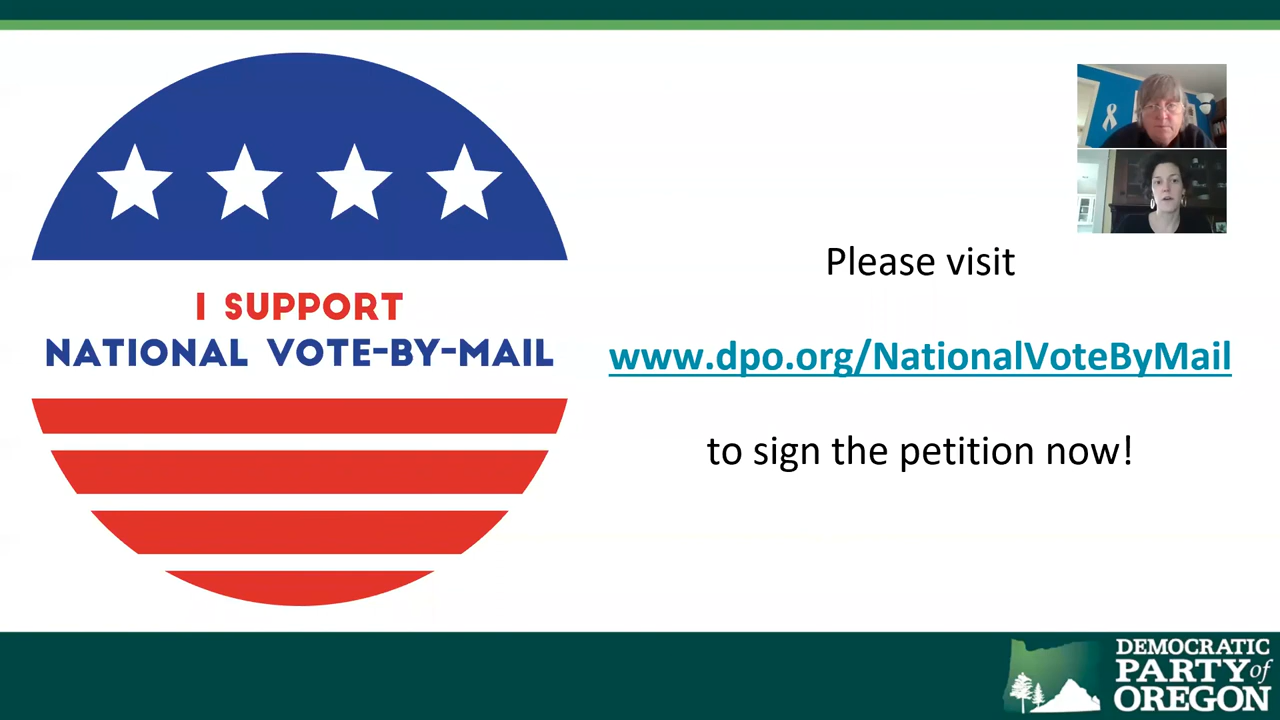 I SUPPORT
NATIONAL VOTE-BY-MAIL
Please visit
www.dpo.org/NationalVoteByMail
to sign the petition now!
DEMOCRATIC
PARTY of
OREGON